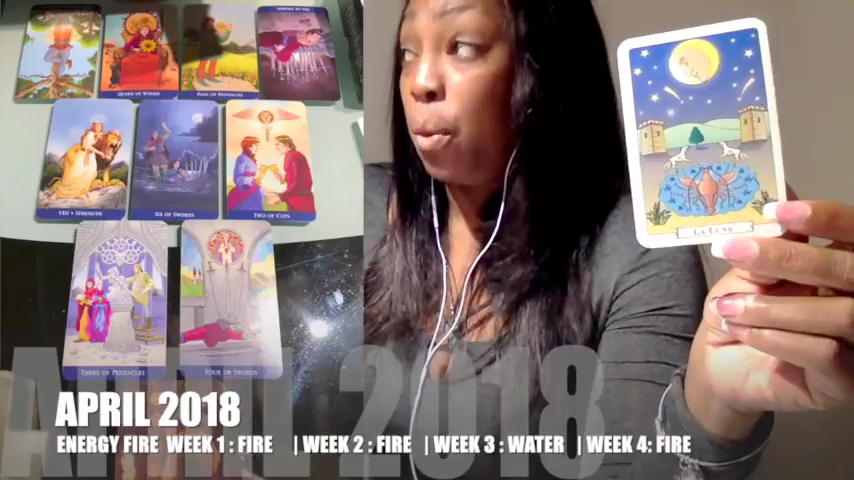 QUEEN OF WANDS
PAGE OF PENTACLES
VIII • STRENGTH
SIX OF SWORDS
TWO OF CUPS
LA LUNE
THREE OF PENTACLES
FOUR OF SWORDS
APRIL 2018
APRIL 2018
ENERGY FIRE WEEK 1 : FIRE | WEEK 2 : FIRE | WEEK 3 : WATER | WEEK 4: FIRE